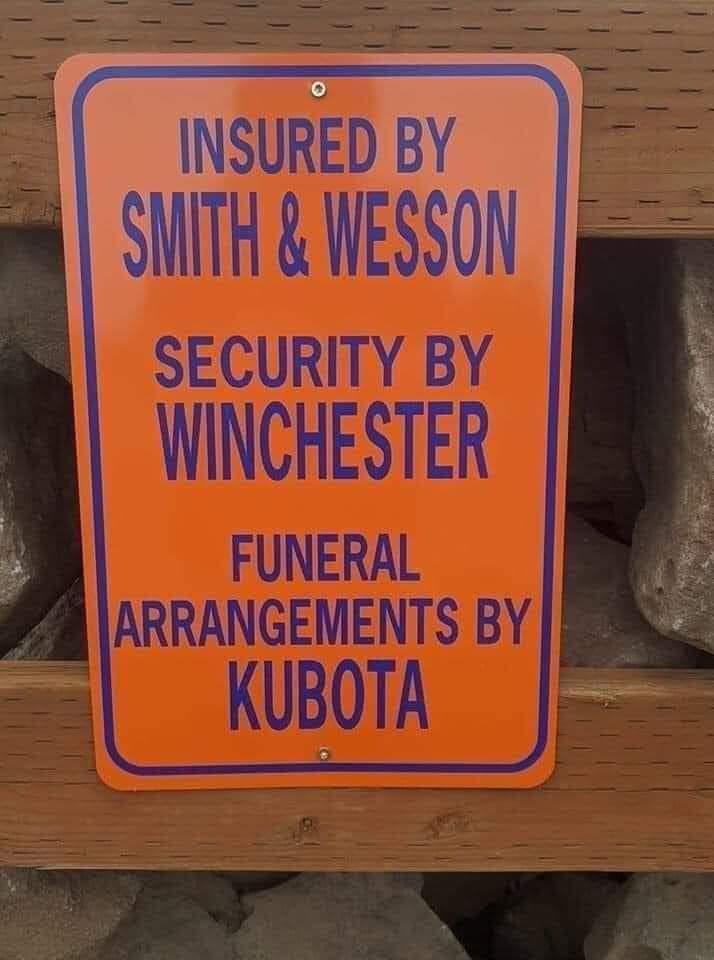 INSURED BY
SMITH & WESSON
SECURITY BY
WINCHESTER
FUNERAL
ARRANGEMENTS BY
KUBOTA